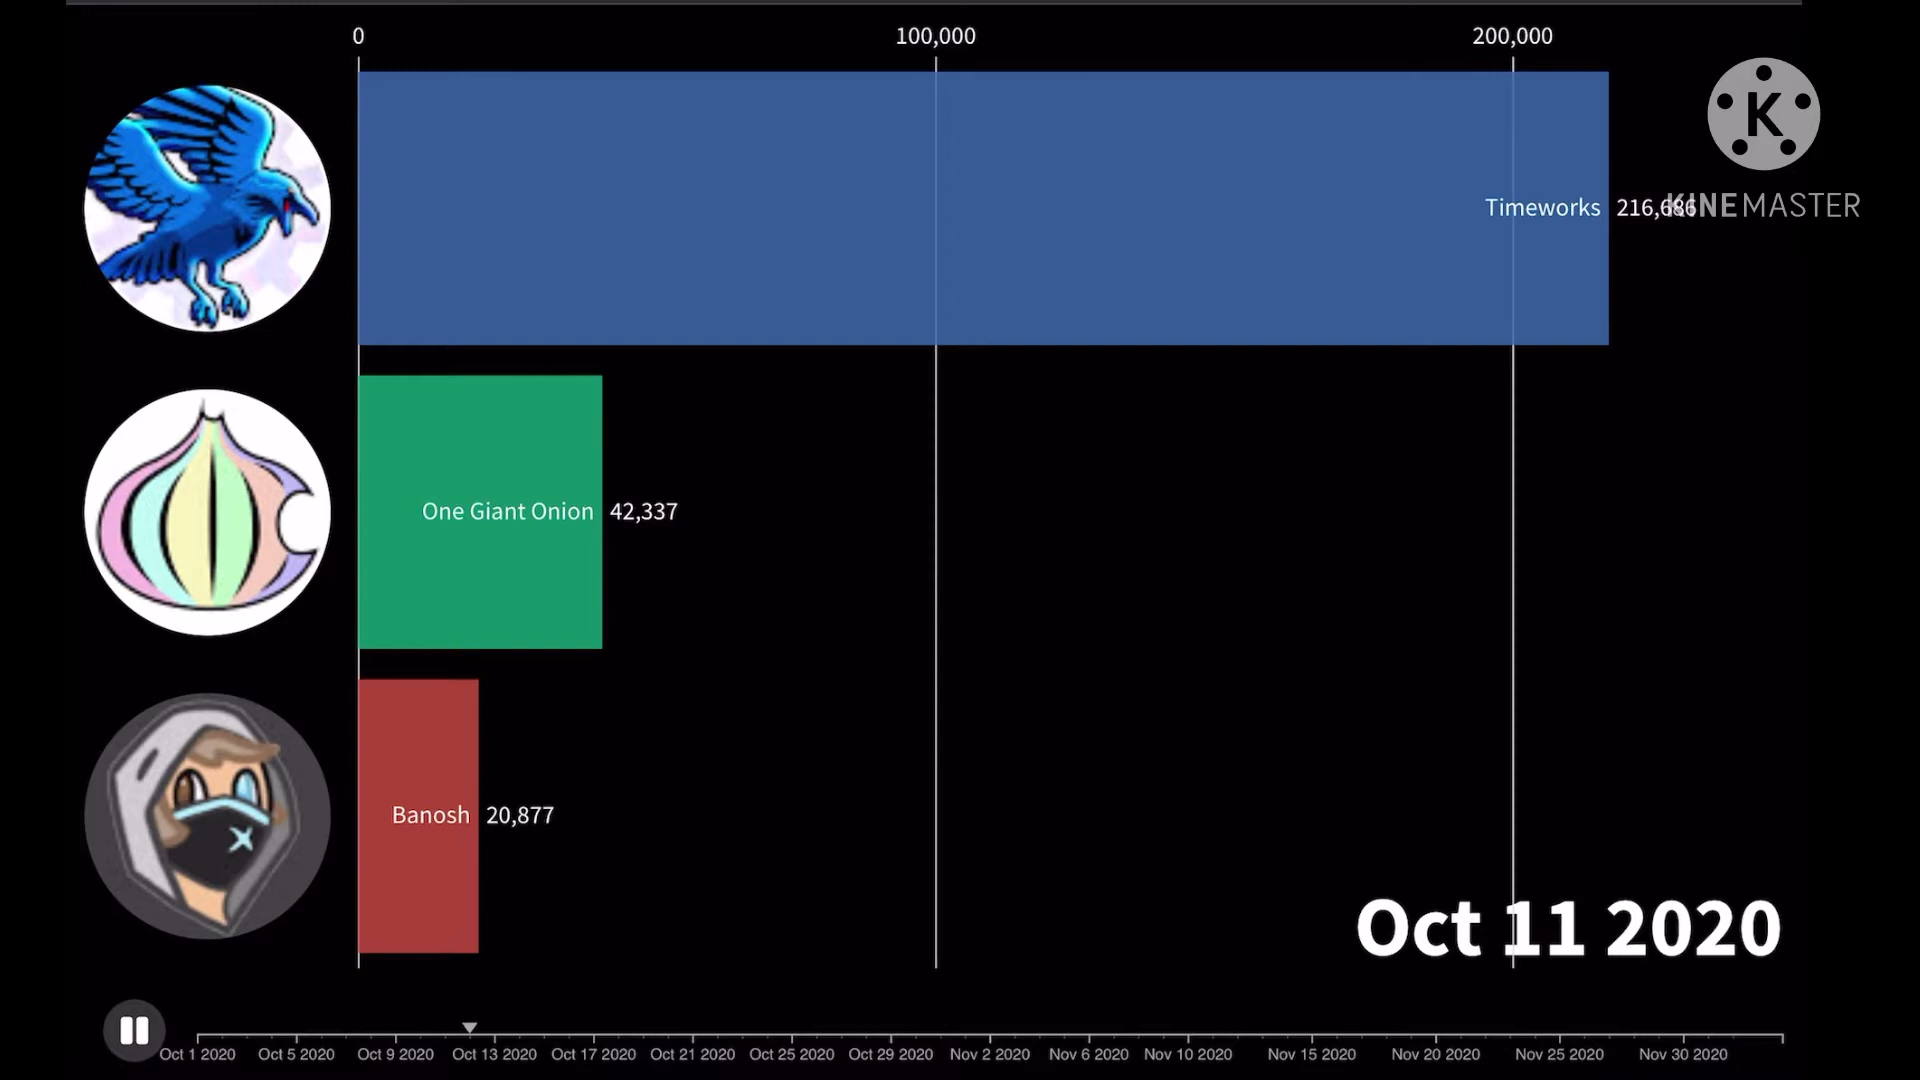 0 100,000 200,000
K
KINEMASTER
Timeworks 216,686
One Giant Onion 42,337
Banosh 20,877
Oct 11 2020
Oct 1 2020 Oct 5 2020 Oct 9 2020 Oct 13 2020 Oct 17 2020 Oct 21 2020 Oct 25 2020 Oct 29 2020 Nov 2 2020 Nov 6 2020 Nov 10 2020 Nov 15 2020 Nov 20 2020 Nov 25 2020 Nov 30 2020